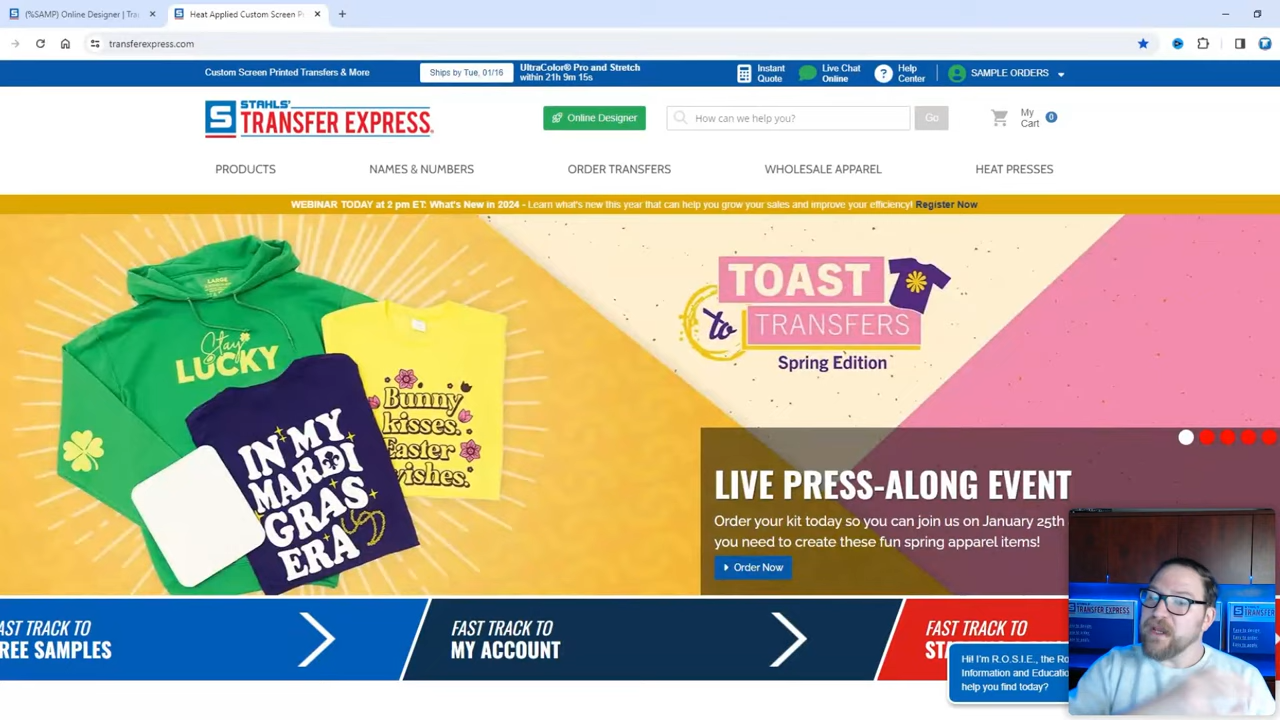 (%SAMP) Online Designer | Tra
Heat Applied Custom Screen P
transferexpress.com
Custom Screen Printed Transfers & More
Ships by Tue, 01/16
UltraColor® Pro and Stretch
within 21h 9m 15s
Instant
Quote
Live Chat
Online
Help
Center
SAMPLE ORDERS
STAHLS'
TRANSFER EXPRESS
Online Designer
How can we help you?
Go
My
Cart
0
PRODUCTS
NAMES & NUMBERS
ORDER TRANSFERS
WHOLESALE APPAREL
HEAT PRESSES
WEBINAR TODAY at 2 pm ET: What's New in 2024 - Learn what's new this year that can help you grow your sales and improve your efficiency! Register Now
LARGE
Stay
LUCKY
Bunny
kisses.
Easter
wishes.
IN MY
MARDI
GRAS
ERA
TOAST
to
TRANSFERS
Spring Edition
LIVE PRESS-ALONG EVENT
Order your kit today so you can join us on January 25th
you need to create these fun spring apparel items!
Order Now
AST TRACK TO
REE SAMPLES
FAST TRACK TO
MY ACCOUNT
FAST TRACK TO
STA
Hi! I'm R.O.S.I.E., the Ro
Information and Educatio
help you find today?
TRANSFER EXPRESS